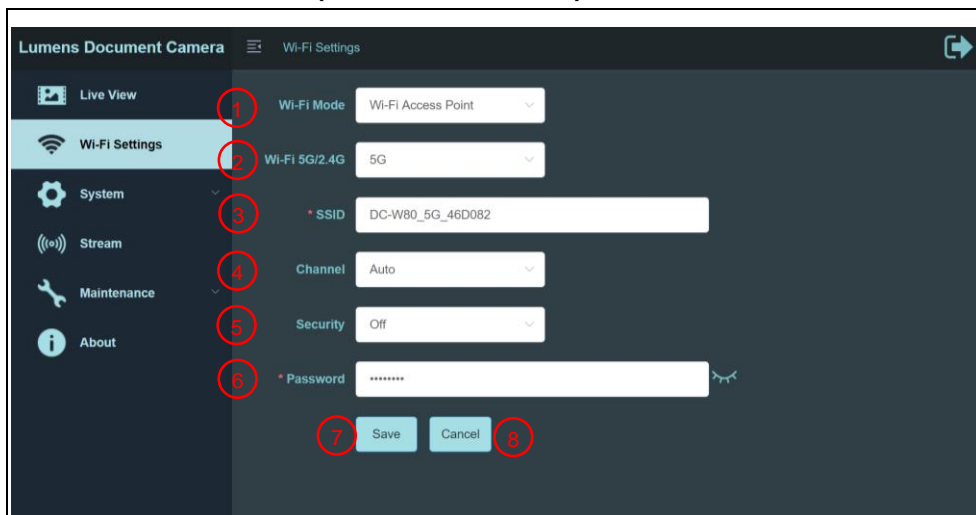 Lumens Document Camera Wi-Fi Settings
Live View
1 Wi-Fi Mode Wi-Fi Access Point
Wi-Fi Settings
2 Wi-Fi 5G/2.4G 5G
System
3 * SSID DC-W80_5G_46D082
Stream
4 Channel Auto
Maintenance
5 Security Off
About
6 * Password ••••••••
7 Save Cancel 8